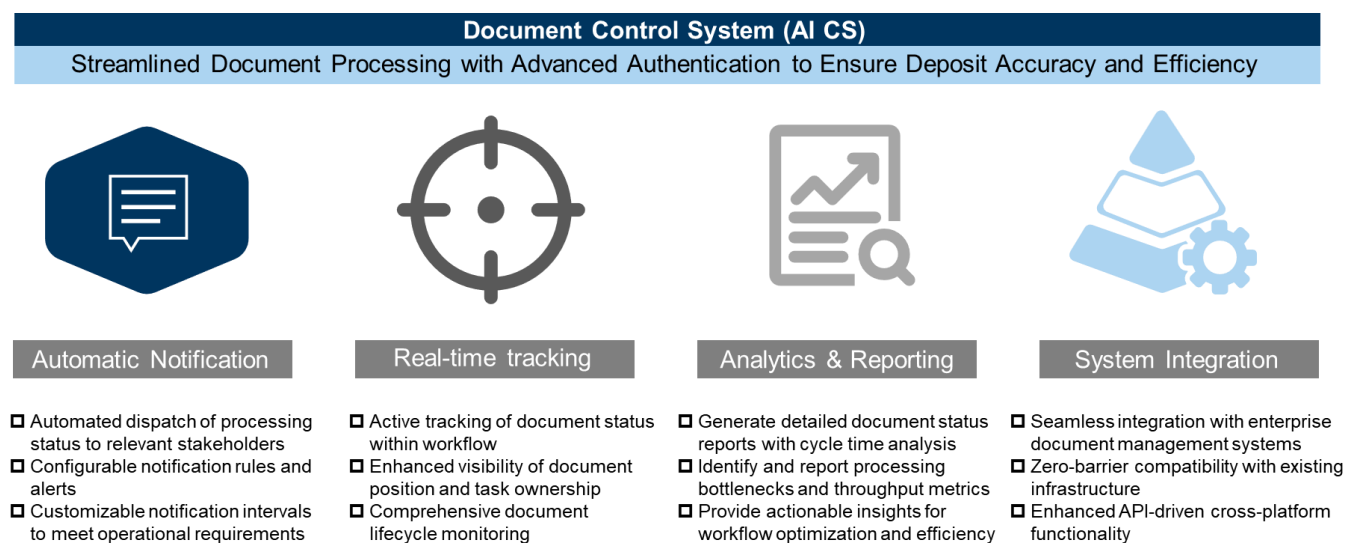 Document Control System (AI CS)
Streamlined Document Processing with Advanced Authentication to Ensure Deposit Accuracy and Efficiency
Automatic Notification
Automated dispatch of processing
status to relevant stakeholders
Configurable notification rules and
alerts
Customizable notification intervals
to meet operational requirements
Real-time tracking
Active tracking of document status
within workflow
Enhanced visibility of document
position and task ownership
Comprehensive document
lifecycle monitoring
Analytics & Reporting
Generate detailed document status
reports with cycle time analysis
Identify and report processing
bottlenecks and throughput metrics
Provide actionable insights for
workflow optimization and efficiency
System Integration
Seamless integration with enterprise
document management systems
Zero-barrier compatibility with existing
infrastructure
Enhanced API-driven cross-platform
functionality